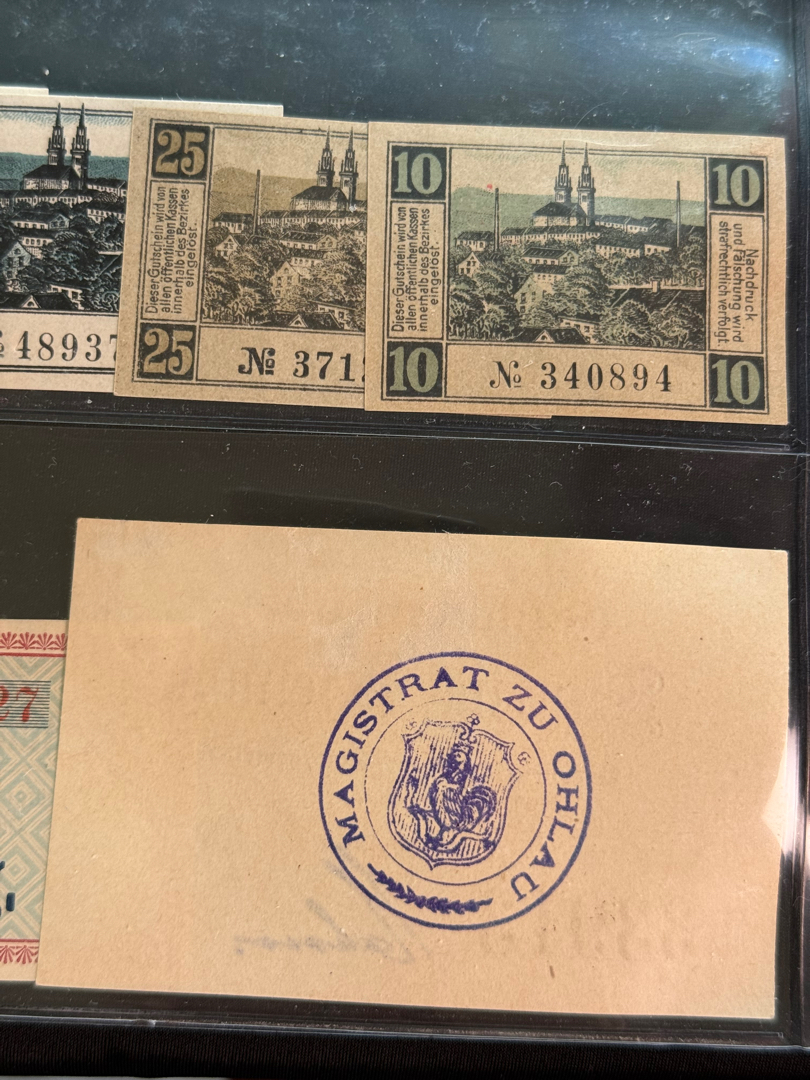 № 48937
25
Dieser Gutschein wird von
allen öffentlichen Kassen
innerhalb des Bezirkes
eingelöst.
25
№ 371
10
10
Dieser Gutschein wird von
allen öffentlichen Kassen
innerhalb des Bezirkes
eingelöst.
Nachdruck
und Fälschung wird
strafrechtlich verfolgt.
10
№ 340894
10
27
MAGISTRAT ZU OHLAU